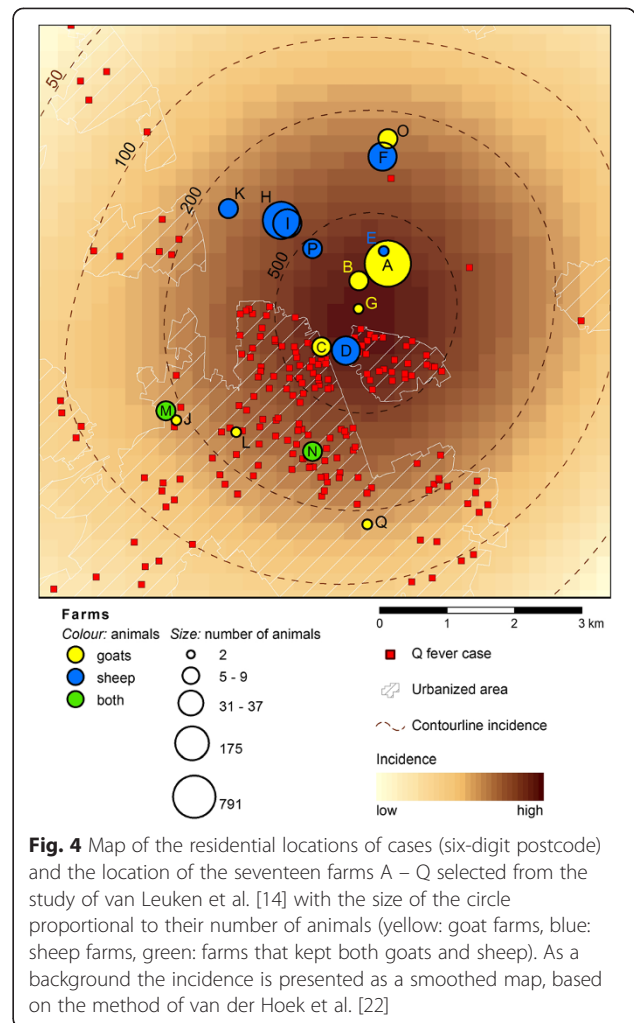 50
100
200
500
O
F
K
H
I
P
E
A
B
G
C
D
M
J
L
N
Q
Farms
Colour: animals
goats
sheep
both
Size: number of animals
2
5 - 9
31 - 37
175
791
0 1 2 3 km
Q fever case
Urbanized area
Contourline incidence
Incidence
low high
Fig. 4 Map of the residential locations of cases (six-digit postcode)
and the location of the seventeen farms A – Q selected from the
study of van Leuken et al. [14] with the size of the circle
proportional to their number of animals (yellow: goat farms, blue:
sheep farms, green: farms that kept both goats and sheep). As a
background the incidence is presented as a smoothed map, based
on the method of van der Hoek et al. [22]